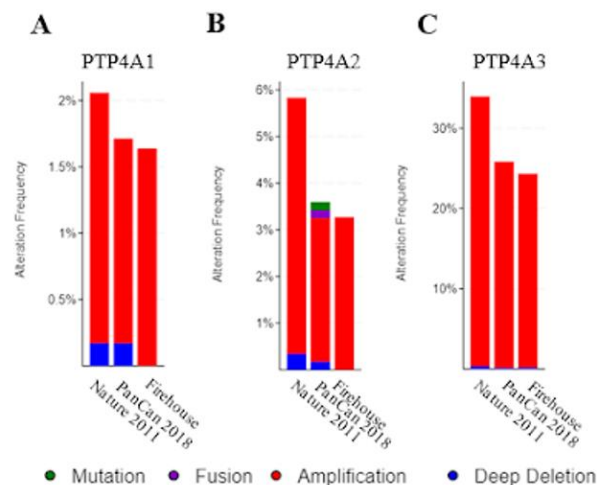 A
B
C
PTP4A1
PTP4A2
PTP4A3
Alteration Frequency
2%
1.5%
1%
0.5%
Nature 2011
PanCan 2018
Firehouse
Alteration Frequency
6%
5%
4%
3%
2%
1%
Nature 2011
PanCan 2018
Firehouse
Alteration Frequency
30%
20%
10%
Nature 2011
PanCan 2018
Firehouse
Mutation Fusion Amplification Deep Deletion